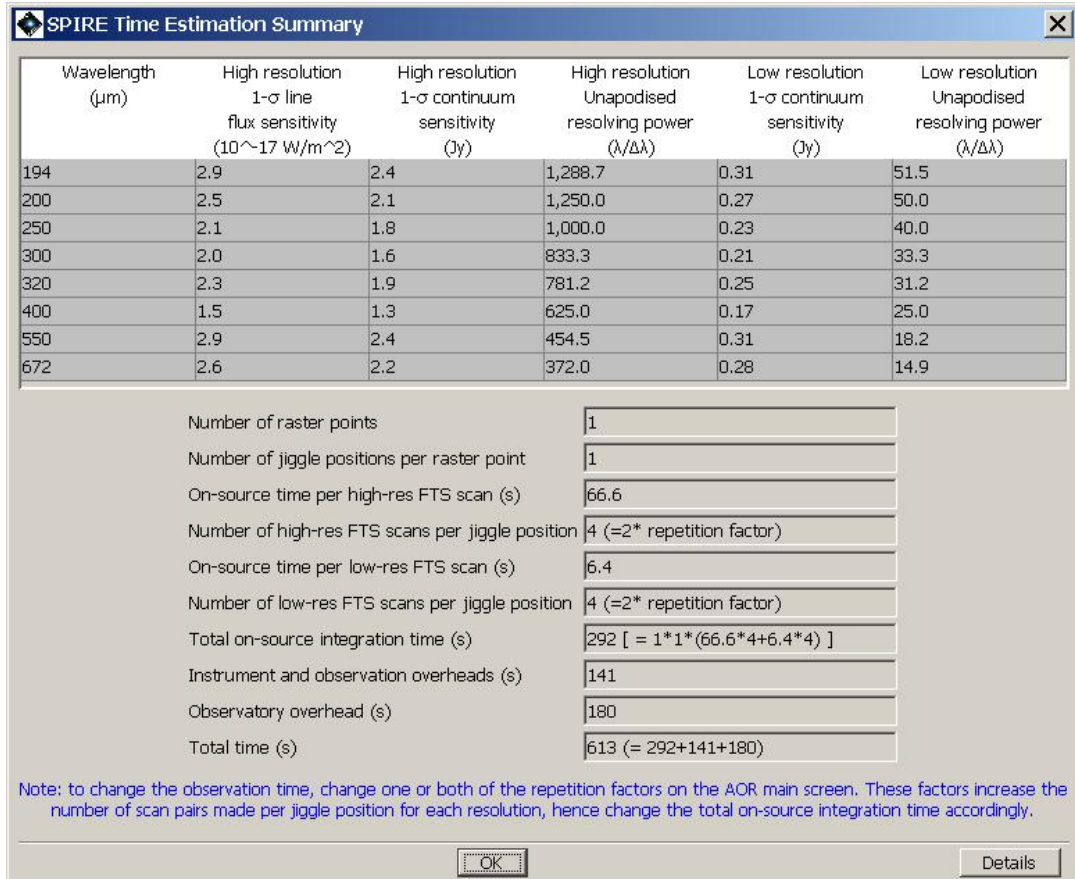 SPIRE Time Estimation Summary
Wavelength (μm) High resolution 1-σ line flux sensitivity (10^-17 W/m^2) High resolution 1-σ continuum sensitivity (Jy) High resolution Unapodised resolving power (λ/Δλ) Low resolution 1-σ continuum sensitivity (Jy) Low resolution Unapodised resolving power (λ/Δλ)
194 2.9 2.4 1,288.7 0.31 51.5
200 2.5 2.1 1,250.0 0.27 50.0
250 2.1 1.8 1,000.0 0.23 40.0
300 2.0 1.6 833.3 0.21 33.3
320 2.3 1.9 781.2 0.25 31.2
400 1.5 1.3 625.0 0.17 25.0
550 2.9 2.4 454.5 0.31 18.2
672 2.6 2.2 372.0 0.28 14.9
Number of raster points 1
Number of jiggle positions per raster point 1
On-source time per high-res FTS scan (s) 66.6
Number of high-res FTS scans per jiggle position 4 (=2* repetition factor)
On-source time per low-res FTS scan (s) 6.4
Number of low-res FTS scans per jiggle position 4 (=2* repetition factor)
Total on-source integration time (s) 292 [ = 1*1*(66.6*4+6.4*4) ]
Instrument and observation overheads (s) 141
Observatory overhead (s) 180
Total time (s) 613 (= 292+141+180)
Note: to change the observation time, change one or both of the repetition factors on the AOR main screen. These factors increase the
number of scan pairs made per jiggle position for each resolution, hence change the total on-source integration time accordingly.
OK Details